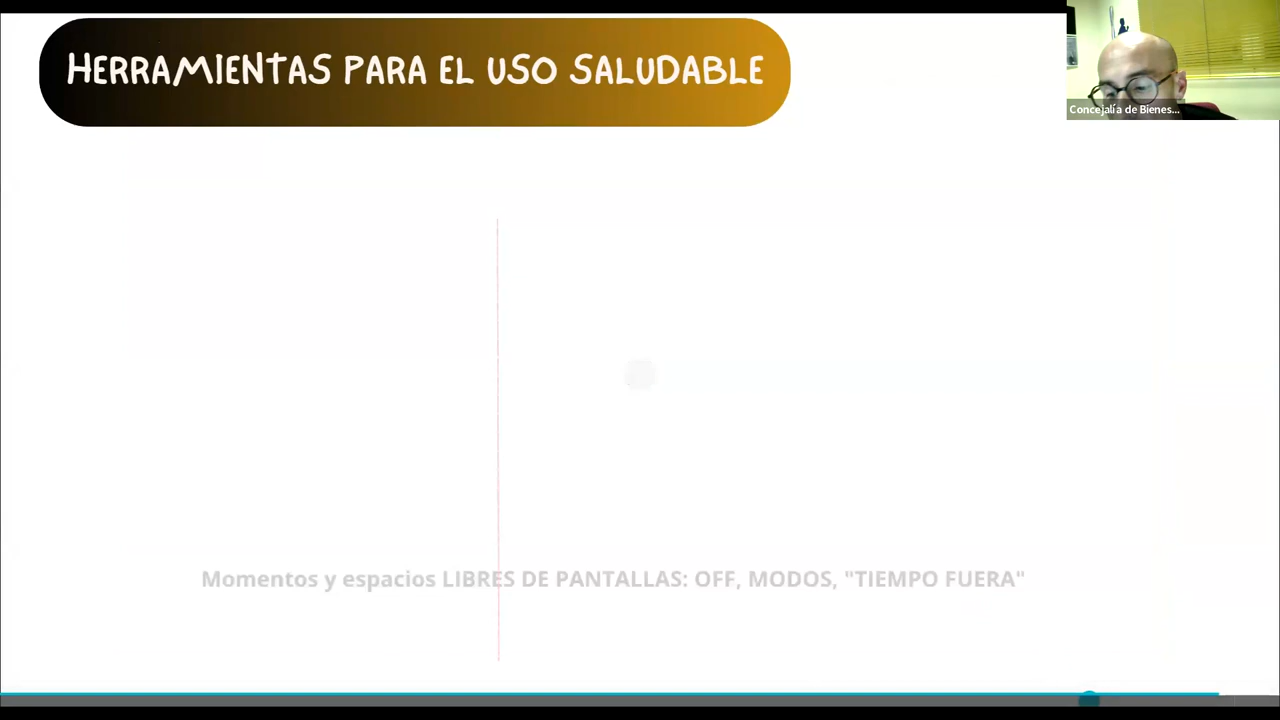 HERRAMIENTAS PARA EL USO SALUDABLE
Concejalía de Bienes...
Momentos y espacios LIBRES DE PANTALLAS: OFF, MODOS, "TIEMPO FUERA"